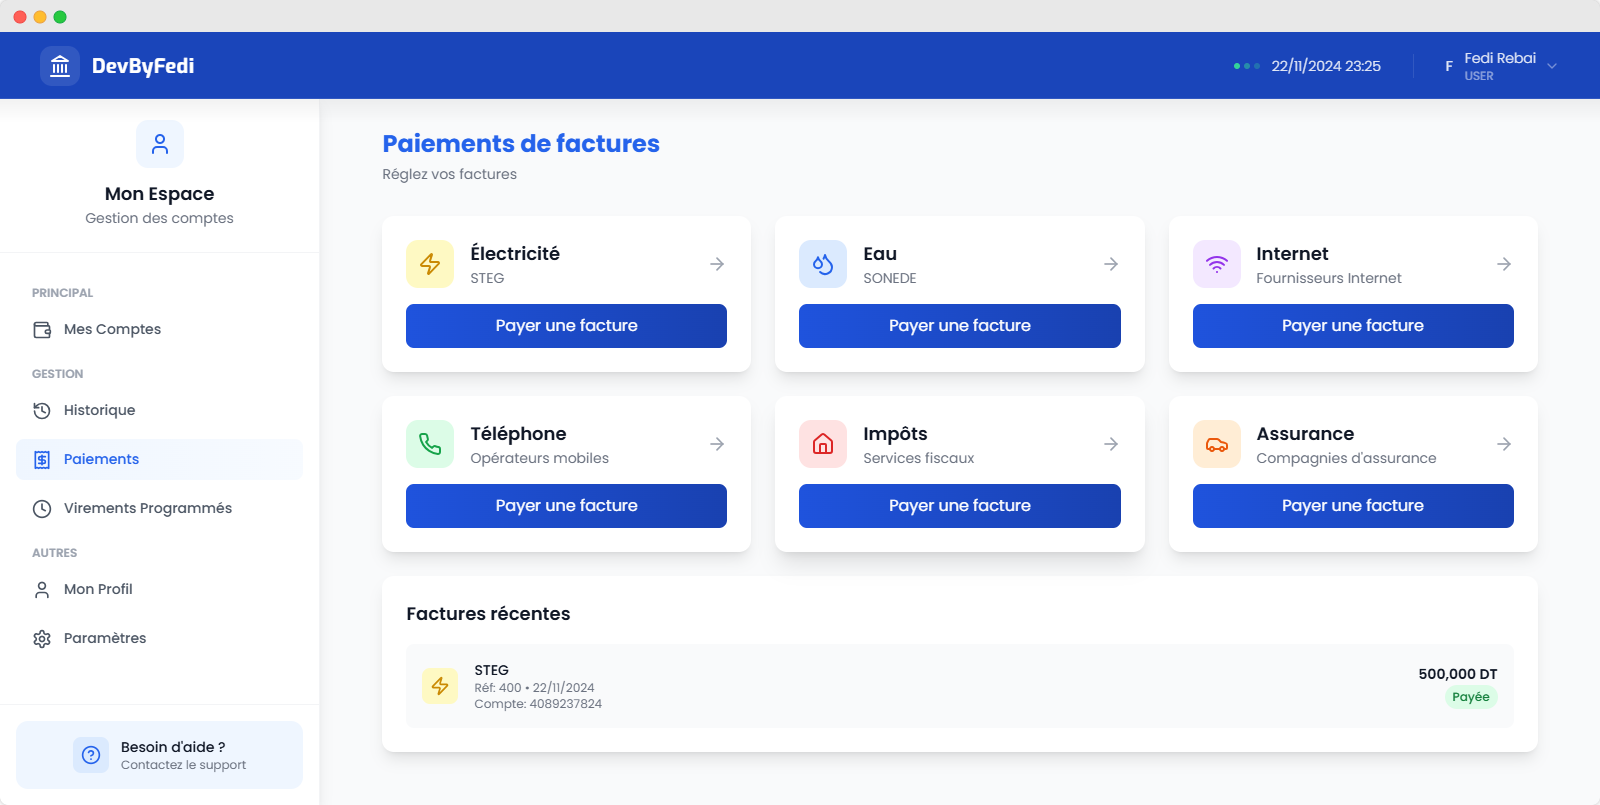 DevByFedi
22/11/2024 23:25
F
Fedi Rebai
USER
Mon Espace
Gestion des comptes
PRINCIPAL
Mes Comptes
GESTION
Historique
Paiements
Virements Programmés
AUTRES
Mon Profil
Paramètres
Besoin d'aide ?
Contactez le support
Paiements de factures
Réglez vos factures
Électricité
STEG
Payer une facture
Eau
SONEDE
Payer une facture
Internet
Fournisseurs Internet
Payer une facture
Téléphone
Opérateurs mobiles
Payer une facture
Impôts
Services fiscaux
Payer une facture
Assurance
Compagnies d'assurance
Payer une facture
Factures récentes
STEG
Réf: 400 • 22/11/2024
Compte: 4089237824
500,000 DT
Payée